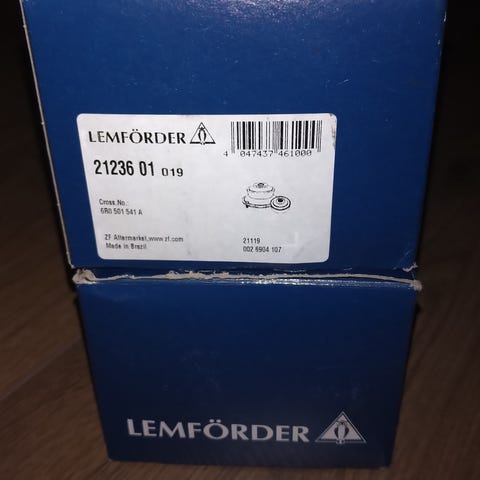 LEMFÖRDER
4 047437 461000
21236 01 019
Cross.No.:
6R0 501 541 A
ZF Aftermarket,www.zf.com
Made in Brazil
21119
002 6904 107
LEMFÖRDER